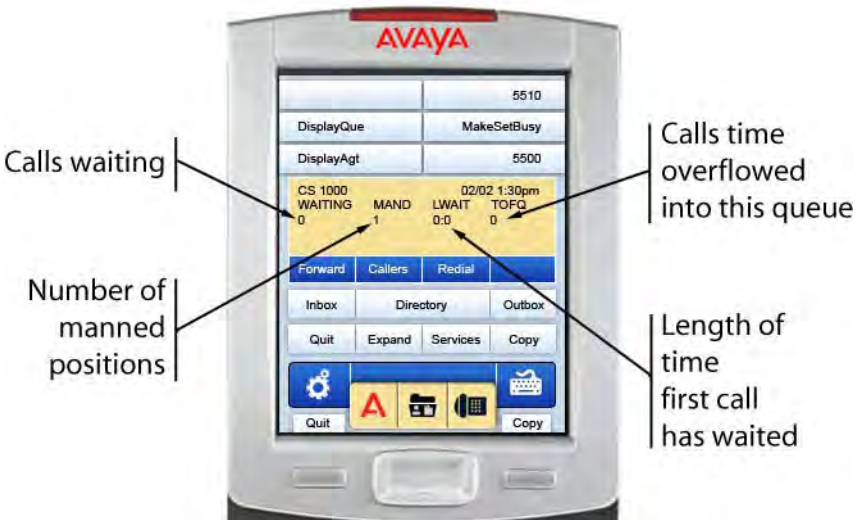 AVAYA
5510
DisplayQue MakeSetBusy
DisplayAgt 5500
CS 1000 02/02 1:30pm
WAITING MAND LWAIT TOFQ
0 1 0:0 0
Forward Callers Redial
Inbox Directory Outbox
Quit Expand Services Copy
A
Quit Copy
Calls waiting
Number of
manned
positions
Calls time
overflowed
into this queue
Length of
time
first call
has waited